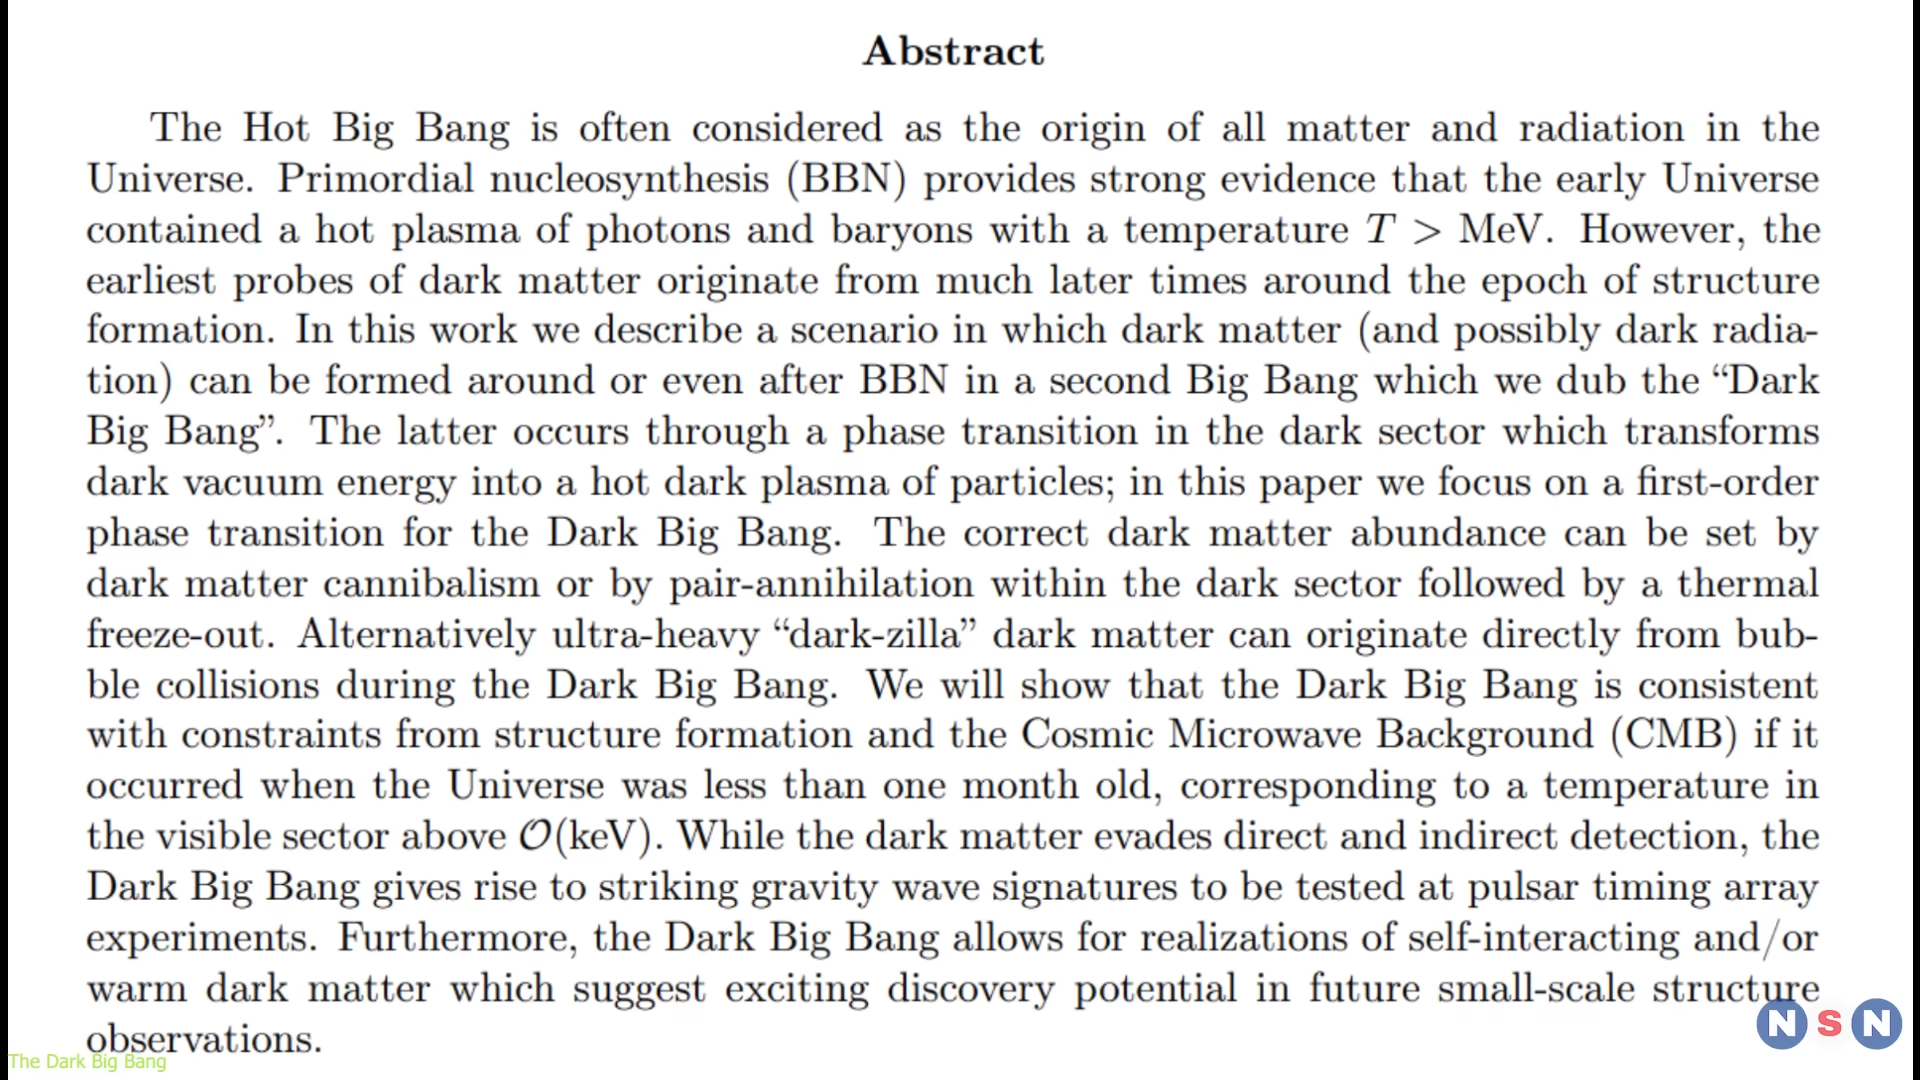 Abstract
The Hot Big Bang is often considered as the origin of all matter and radiation in the
Universe. Primordial nucleosynthesis (BBN) provides strong evidence that the early Universe
contained a hot plasma of photons and baryons with a temperature T > MeV. However, the
earliest probes of dark matter originate from much later times around the epoch of structure
formation. In this work we describe a scenario in which dark matter (and possibly dark radia-
tion) can be formed around or even after BBN in a second Big Bang which we dub the “Dark
Big Bang”. The latter occurs through a phase transition in the dark sector which transforms
dark vacuum energy into a hot dark plasma of particles; in this paper we focus on a first-order
phase transition for the Dark Big Bang. The correct dark matter abundance can be set by
dark matter cannibalism or by pair-annihilation within the dark sector followed by a thermal
freeze-out. Alternatively ultra-heavy “dark-zilla” dark matter can originate directly from bub-
ble collisions during the Dark Big Bang. We will show that the Dark Big Bang is consistent
with constraints from structure formation and the Cosmic Microwave Background (CMB) if it
occurred when the Universe was less than one month old, corresponding to a temperature in
the visible sector above 𝒪(keV). While the dark matter evades direct and indirect detection, the
Dark Big Bang gives rise to striking gravity wave signatures to be tested at pulsar timing array
experiments. Furthermore, the Dark Big Bang allows for realizations of self-interacting and/or
warm dark matter which suggest exciting discovery potential in future small-scale structure
observations.
The Dark Big Bang
N S N